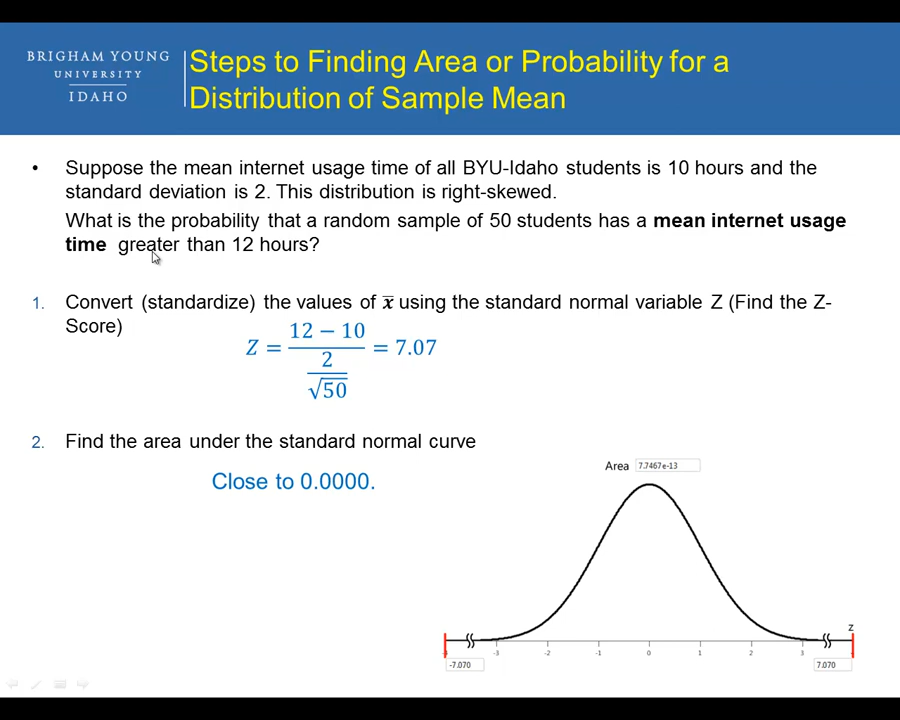 BRIGHAM YOUNG
UNIVERSITY
IDAHO
Steps to Finding Area or Probability for a
Distribution of Sample Mean
• Suppose the mean internet usage time of all BYU-Idaho students is 10 hours and the
standard deviation is 2. This distribution is right-skewed.
What is the probability that a random sample of 50 students has a mean internet usage
time greater than 12 hours?
1. Convert (standardize) the values of x̅ using the standard normal variable Z (Find the Z-
Score)
12 − 10
Z = = 7.07
2
√50
2. Find the area under the standard normal curve
Area 7.7467e-13
Close to 0.0000.
z
-3 -2 -1 0 1 2 3
-7.070 7.070